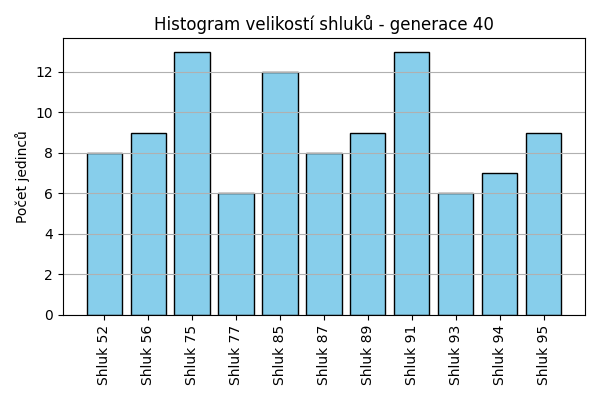 Histogram velikostí shluků - generace 40
Počet jedinců
12
10
8
6
4
2
0
Shluk 52
Shluk 56
Shluk 75
Shluk 77
Shluk 85
Shluk 87
Shluk 89
Shluk 91
Shluk 93
Shluk 94
Shluk 95